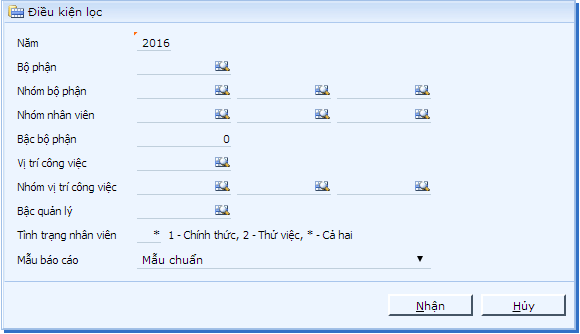 Điều kiện lọc
Năm 2016
Bộ phận
Nhóm bộ phận
Nhóm nhân viên
Bậc bộ phận 0
Vị trí công việc
Nhóm vị trí công việc
Bậc quản lý
Tình trạng nhân viên * 1 - Chính thức, 2 - Thử việc, * - Cả hai
Mẫu báo cáo Mẫu chuẩn
Nhận Hủy